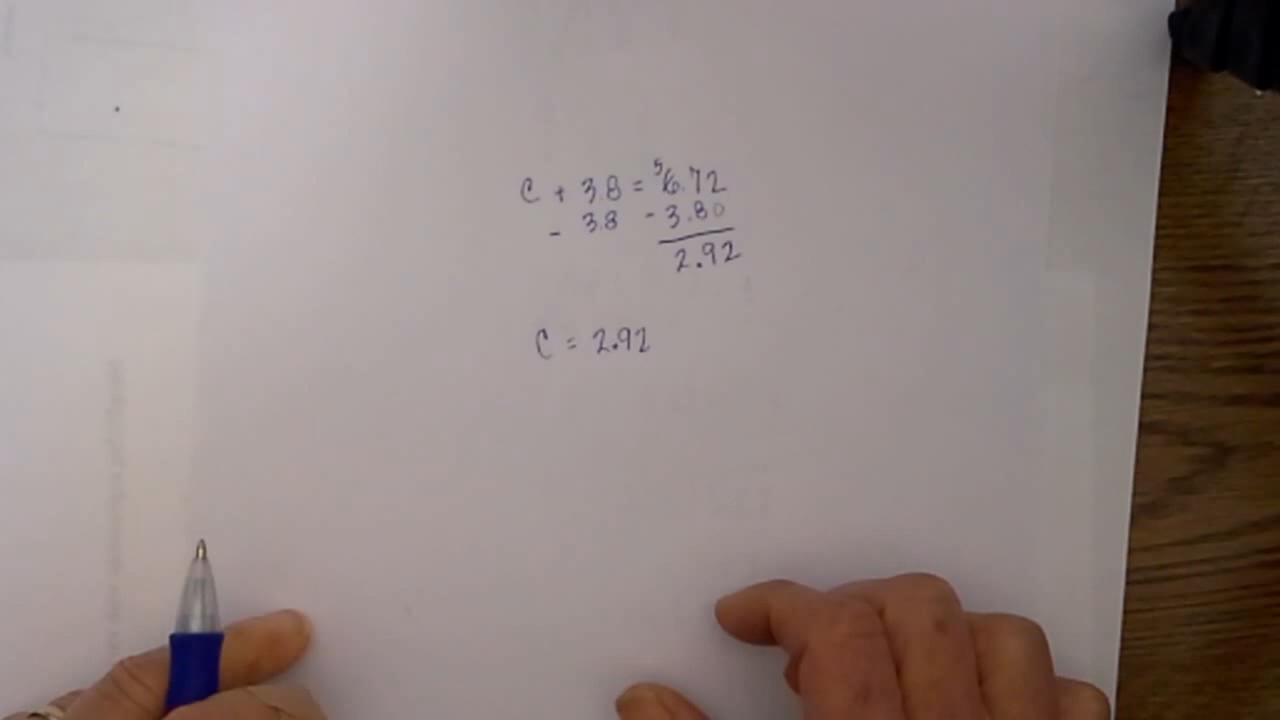 C + 3.8 = ⁵6.72
- 3.8 - 3.80
2.92
C = 2.92